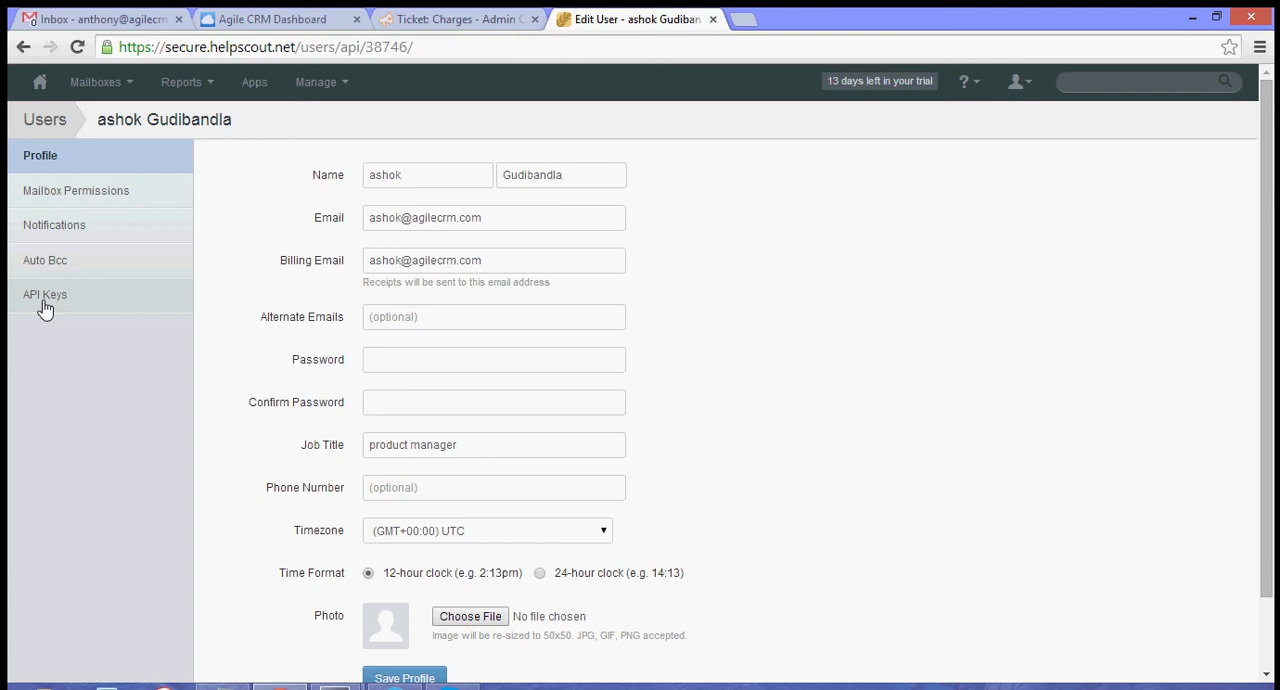 Inbox - anthony@agilecrm
Agile CRM Dashboard
Ticket: Charges - Admin C
Edit User - ashok Gudiban
https://secure.helpscout.net/users/api/38746/
Mailboxes
Reports
Apps
Manage
13 days left in your trial
?
Users
ashok Gudibandla
Profile
Mailbox Permissions
Notifications
Auto Bcc
API Keys
Name ashok Gudibandla
Email ashok@agilecrm.com
Billing Email ashok@agilecrm.com
Receipts will be sent to this email address
Alternate Emails (optional)
Password
Confirm Password
Job Title product manager
Phone Number (optional)
Timezone (GMT+00:00) UTC
Time Format 12-hour clock (e.g. 2:13pm) 24-hour clock (e.g. 14:13)
Photo Choose File No file chosen
Image will be re-sized to 50x50. JPG, GIF, PNG accepted.
Save Profile